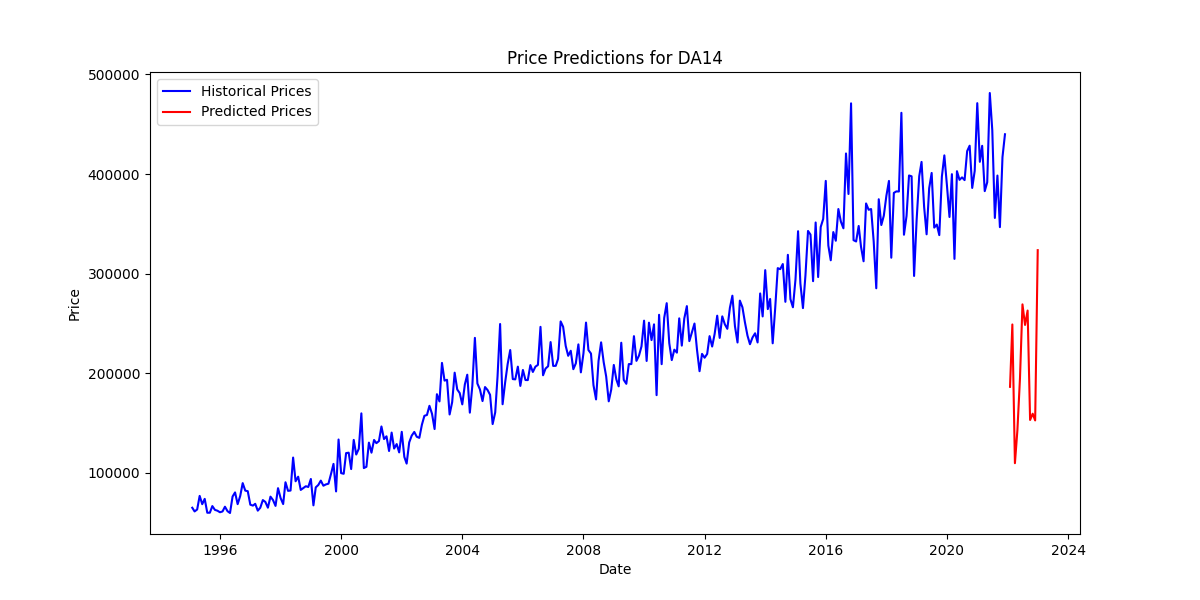 Price Predictions for DA14
500000
400000
300000
200000
100000
Price
Historical Prices
Predicted Prices
1996 2000 2004 2008 2012 2016 2020 2024
Date